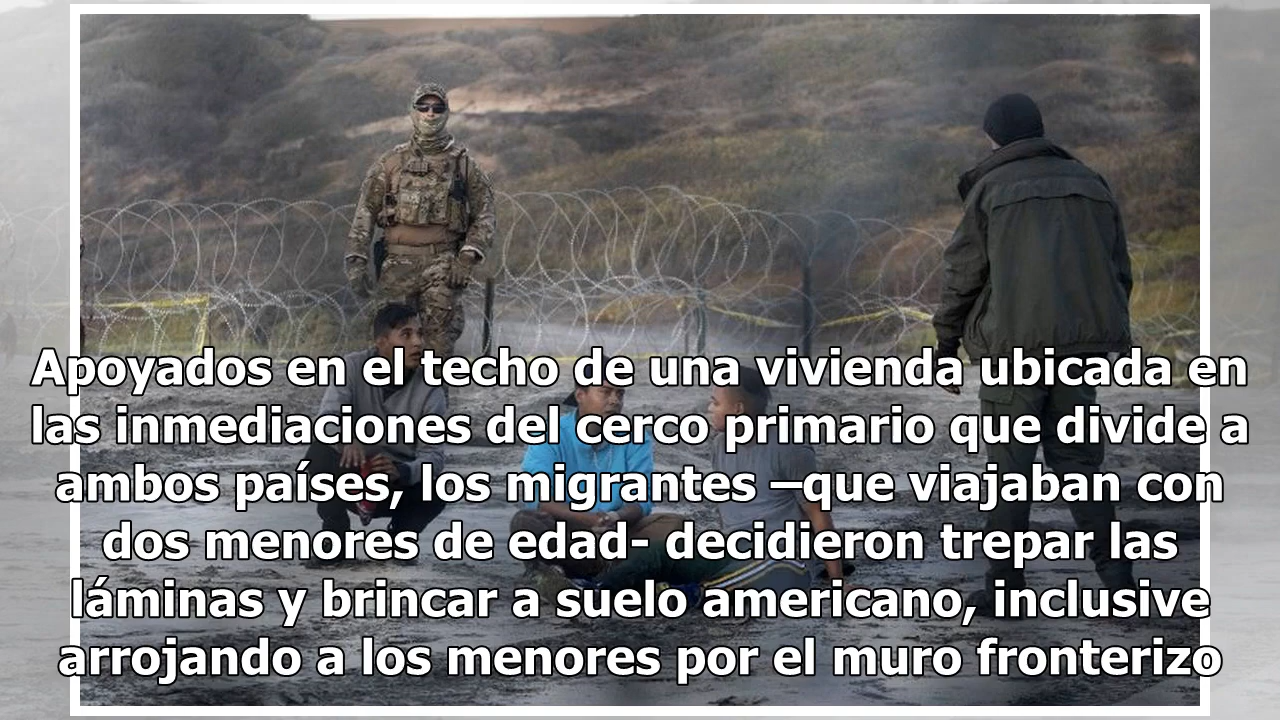 Apoyados en el techo de una vivienda ubicada en
las inmediaciones del cerco primario que divide a
ambos países, los migrantes –que viajaban con
dos menores de edad- decidieron trepar las
láminas y brincar a suelo americano, inclusive
arrojando a los menores por el muro fronterizo